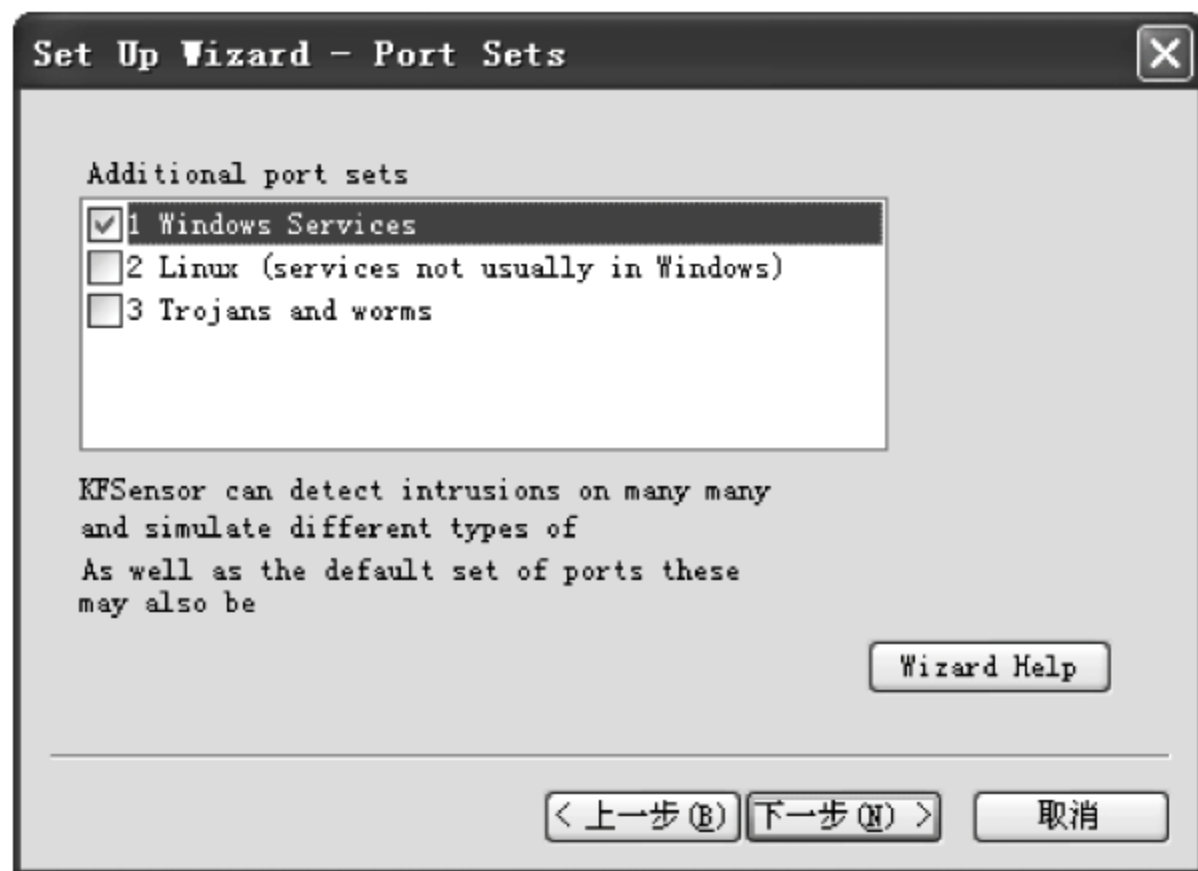 Set Up Wizard - Port Sets
Additional port sets
1 Windows Services
2 Linux (services not usually in Windows)
3 Trojans and worms
KFSensor can detect intrusions on many many
and simulate different types of
As well as the default set of ports these
may also be
Wizard Help
< 上一步(B) 下一步(N) > 取消